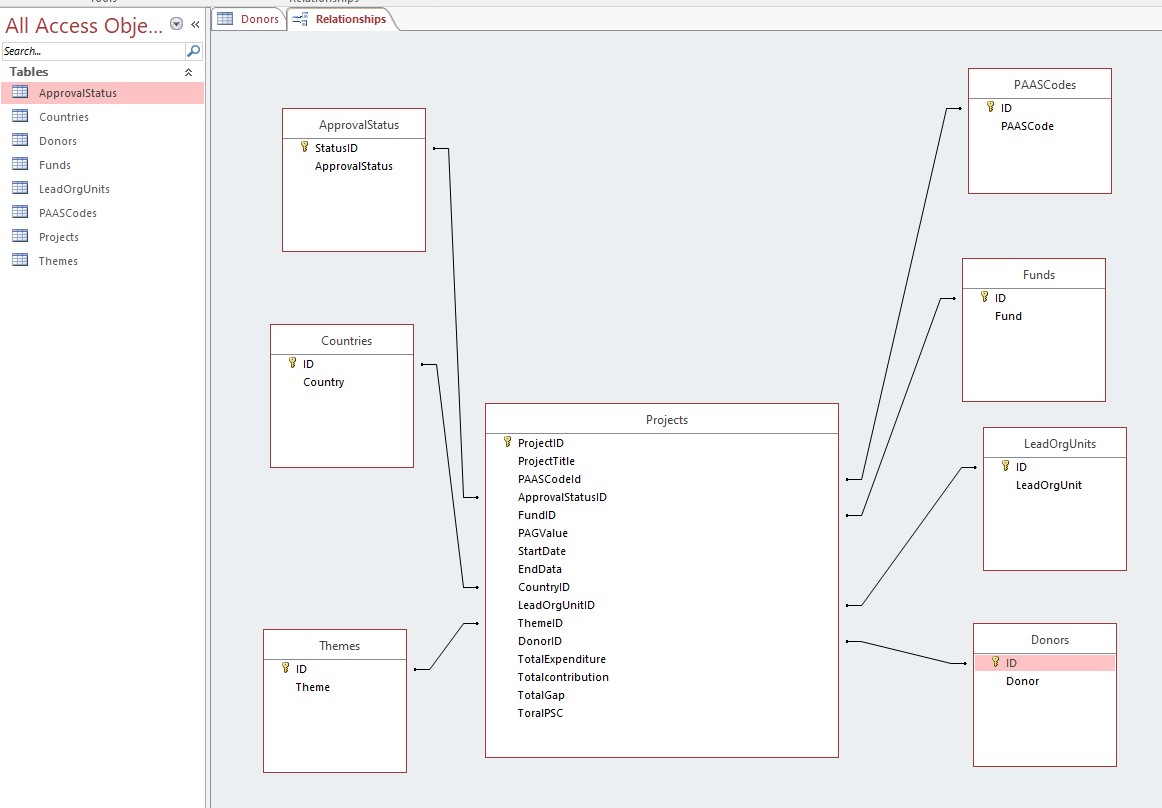 Tools
Relationships
All Access Obje...
Search...
Tables
ApprovalStatus
Countries
Donors
Funds
LeadOrgUnits
PAASCodes
Projects
Themes
Donors
Relationships
ApprovalStatus
StatusID
ApprovalStatus
Countries
ID
Country
Themes
ID
Theme
Projects
ProjectID
ProjectTitle
PAASCodeId
ApprovalStatusID
FundID
PAGValue
StartDate
EndData
CountryID
LeadOrgUnitID
ThemeID
DonorID
TotalExpenditure
Totalcontribution
TotalGap
ToralPSC
PAASCodes
ID
PAASCode
Funds
ID
Fund
LeadOrgUnits
ID
LeadOrgUnit
Donors
ID
Donor